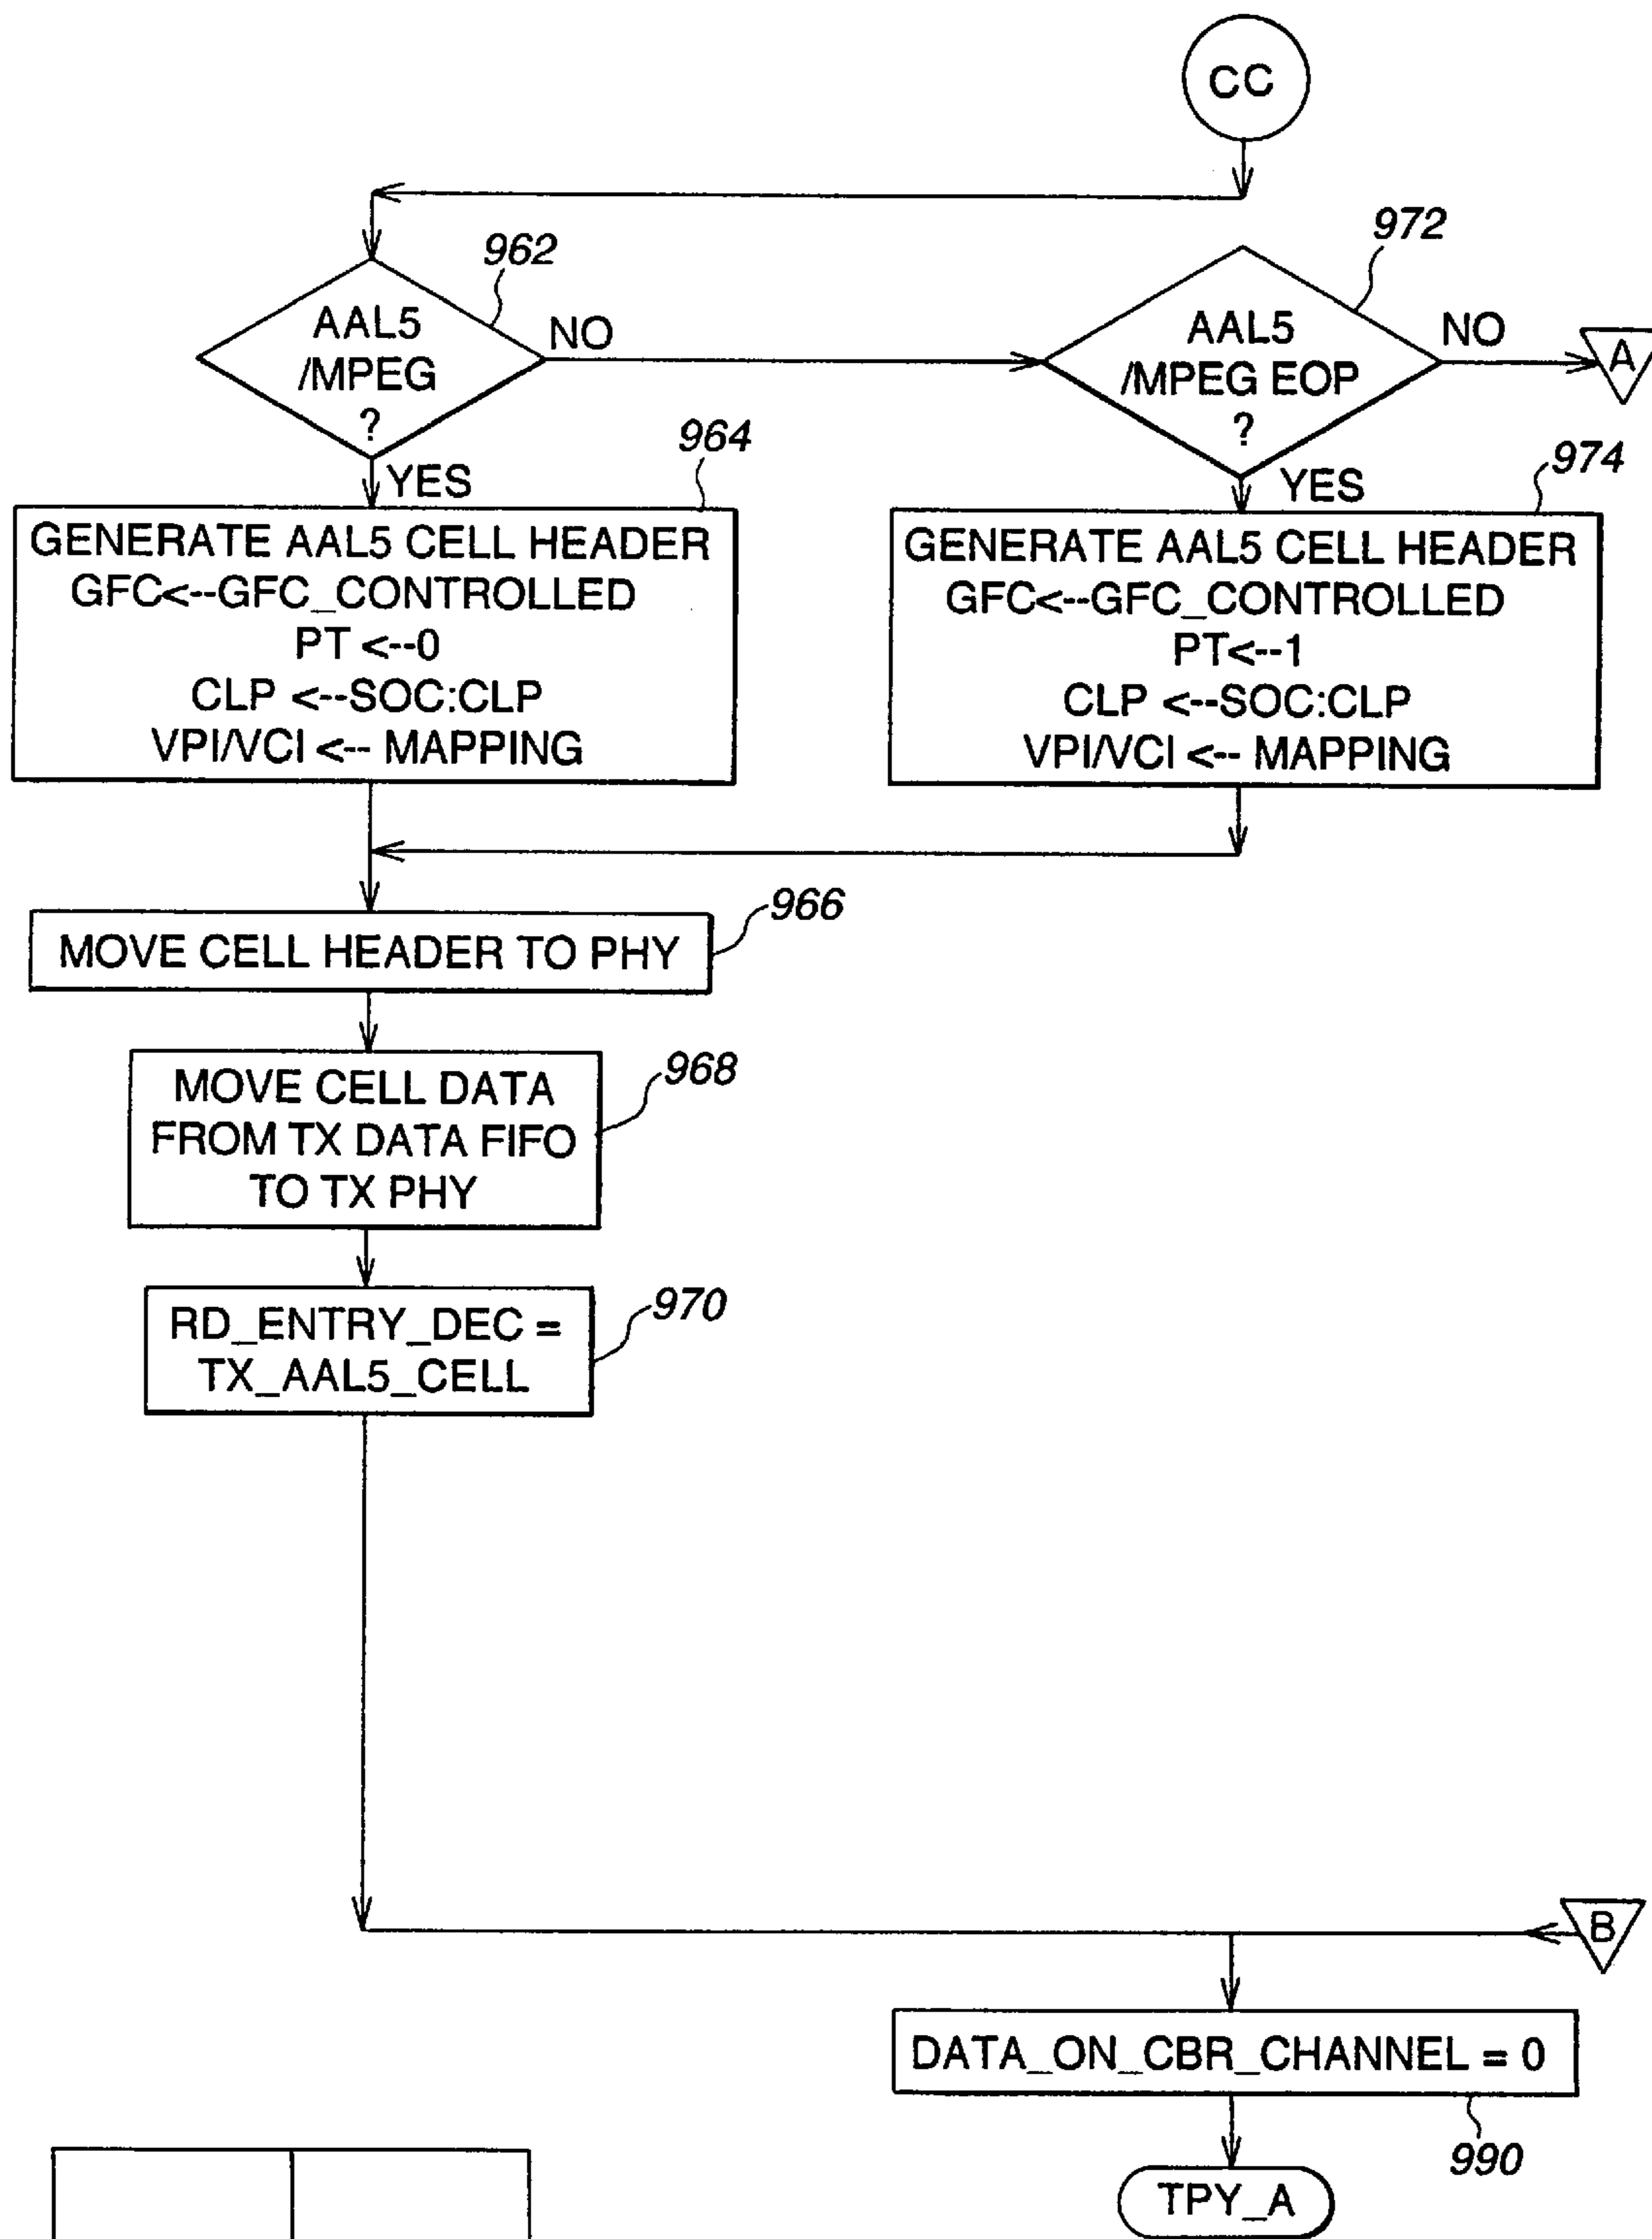 CC
962
972
AAL5
/MPEG
?
NO
AAL5
/MPEG EOP
?
NO
A
YES
964
YES
974
GENERATE AAL5 CELL HEADER
GFC<--GFC_CONTROLLED
PT <--0
CLP <--SOC:CLP
VPI/VCI <-- MAPPING
GENERATE AAL5 CELL HEADER
GFC<--GFC_CONTROLLED
PT<--1
CLP <--SOC:CLP
VPI/VCI <-- MAPPING
MOVE CELL HEADER TO PHY
966
MOVE CELL DATA
FROM TX DATA FIFO
TO TX PHY
968
RD_ENTRY_DEC =
TX_AAL5_CELL
970
B
DATA_ON_CBR_CHANNEL = 0
990
TPY_A